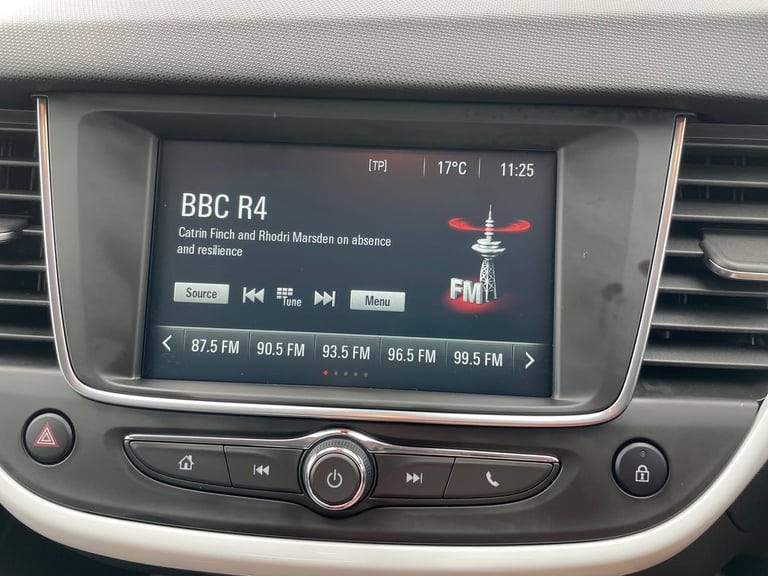 [TP] 17°C 11:25
BBC R4
Catrin Finch and Rhodri Marsden on absence
and resilience
FM
Source Tune Menu
87.5 FM 90.5 FM 93.5 FM 96.5 FM 99.5 FM